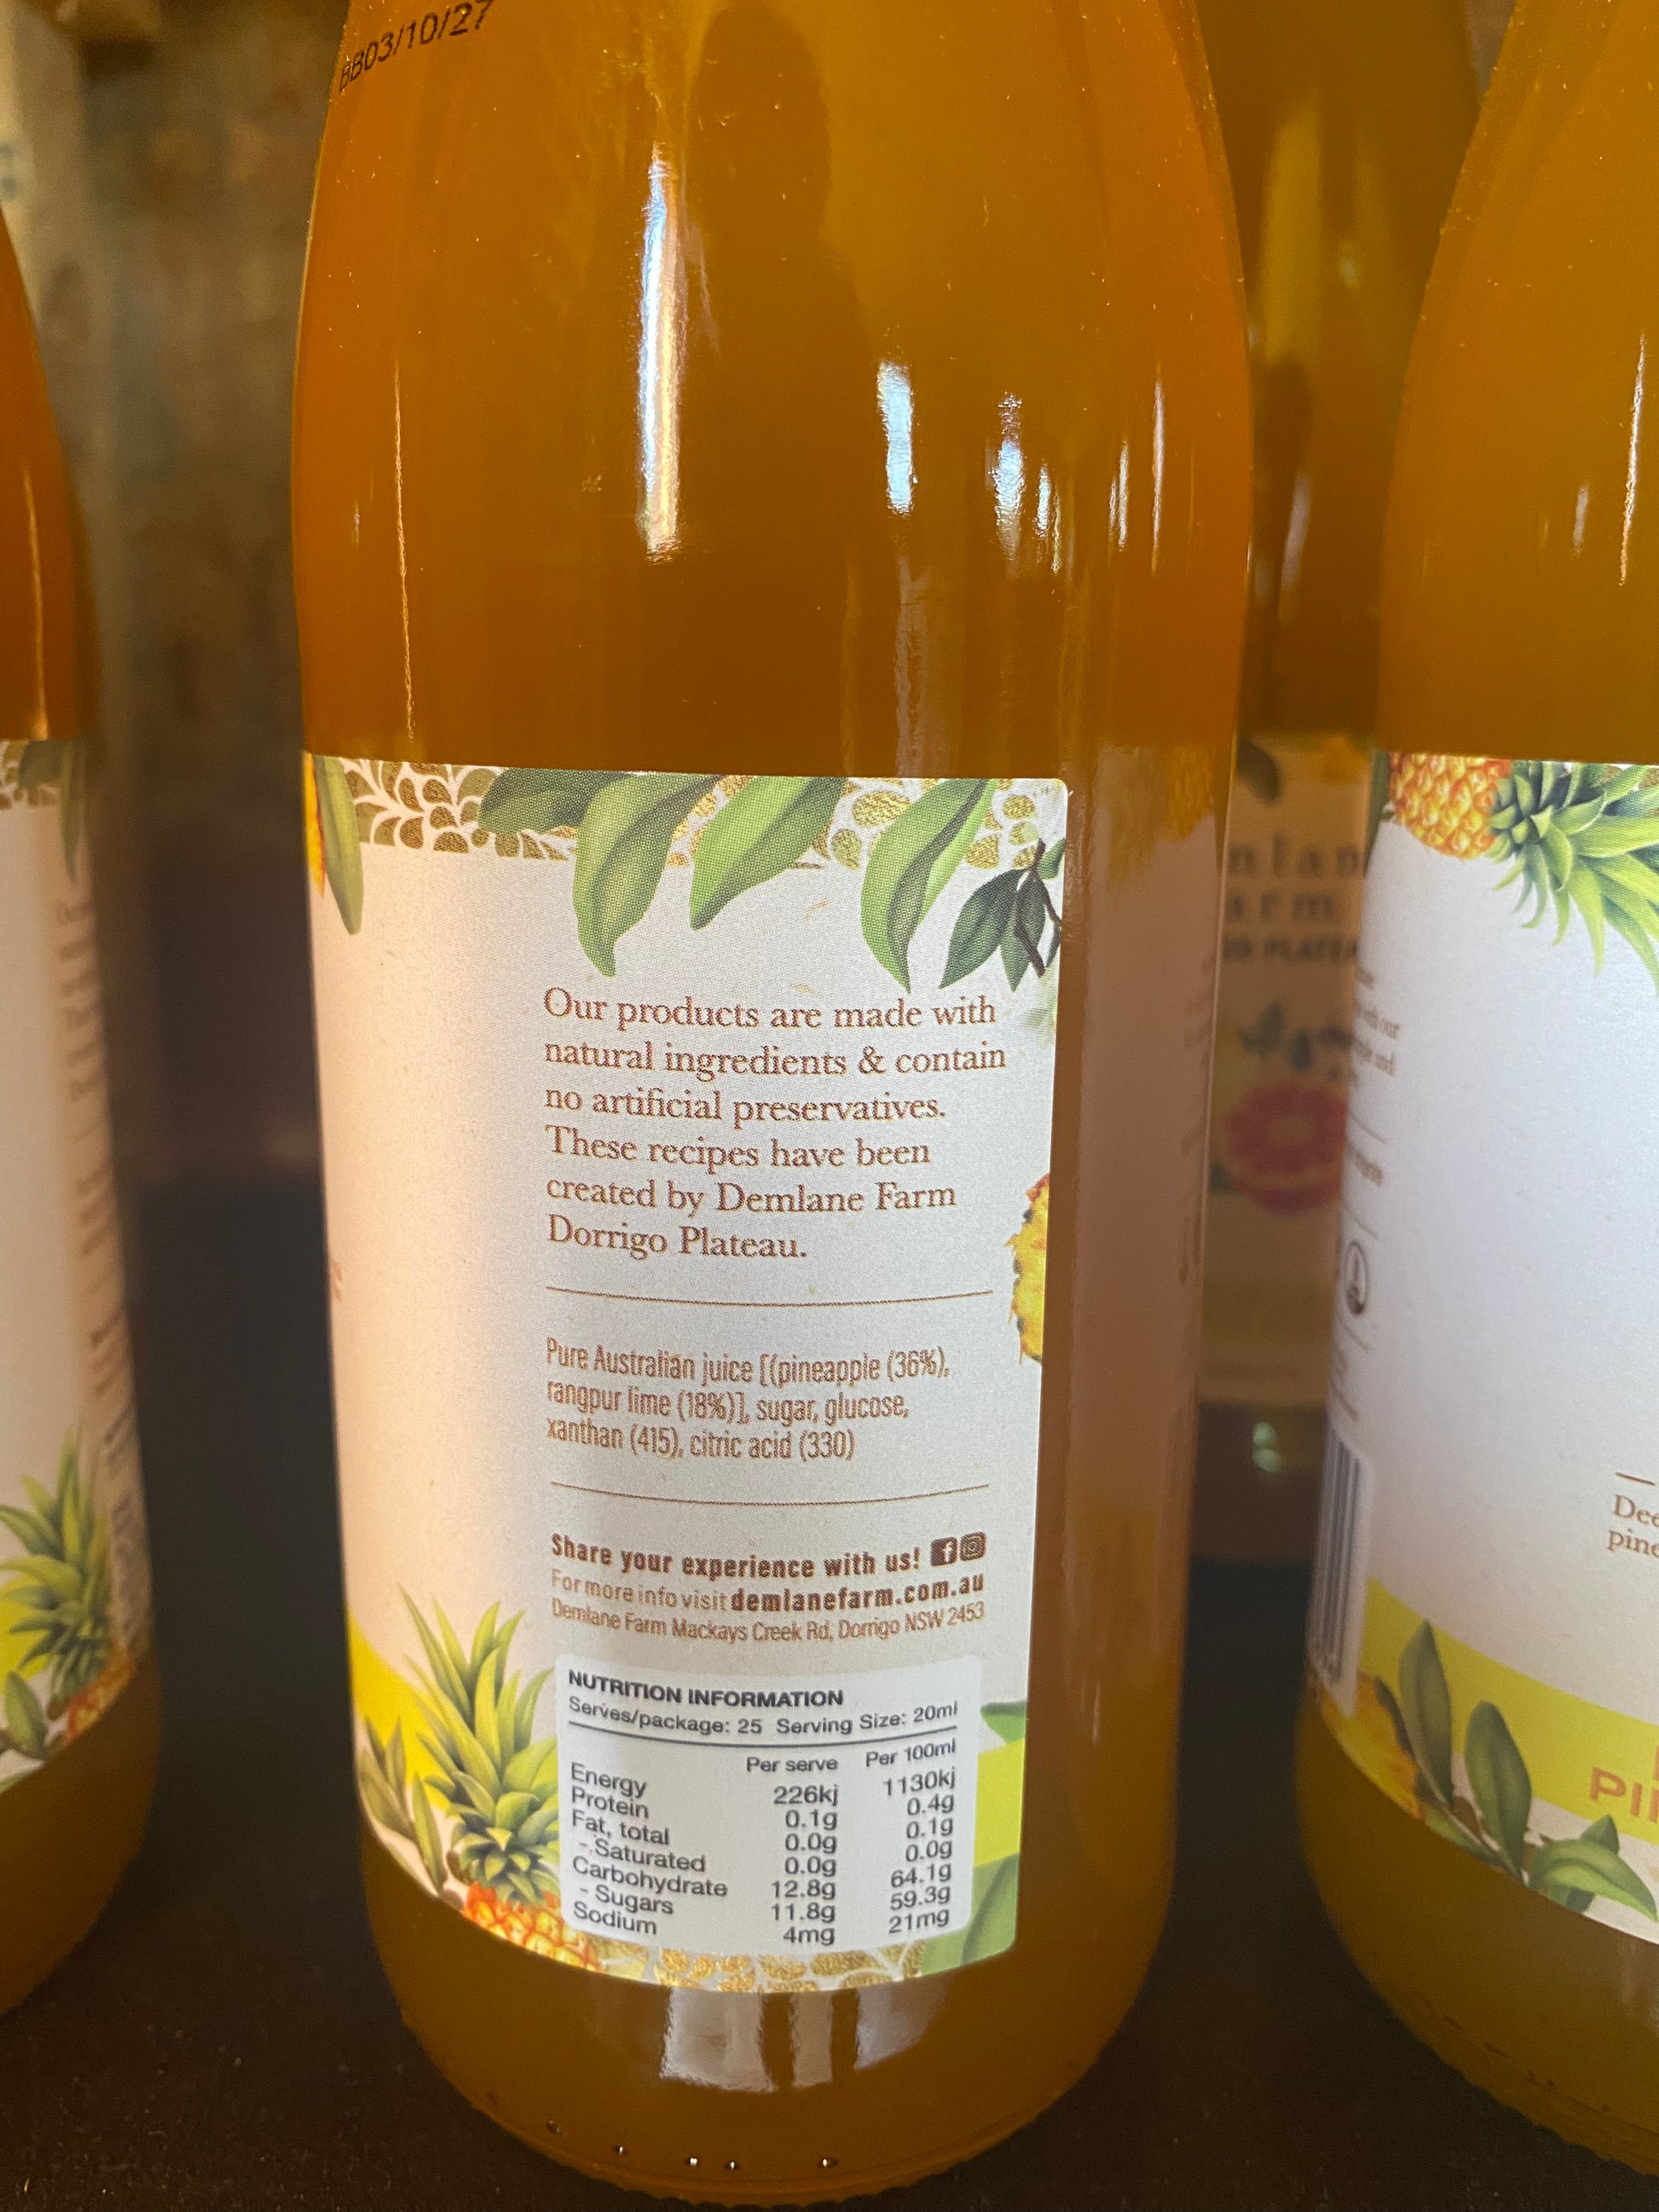 BB03/10/27
Our products are made with
natural ingredients & contain
no artificial preservatives.
These recipes have been
created by Demlane Farm
Dorrigo Plateau.
Pure Australian juice [(pineapple (36%),
rangpur lime (18%)], sugar, glucose,
xanthan (415), citric acid (330)
Share your experience with us!
For more info visit demlanefarm.com.au
Demlane Farm Mackays Creek Rd, Dorrigo NSW 2453
NUTRITION INFORMATION
Serves/package: 25 Serving Size: 20ml
Per serve Per 100ml
Energy 226kj 1130kj
Protein 0.1g 0.4g
Fat, total 0.0g 0.1g
- Saturated 0.0g 0.0g
Carbohydrate 12.8g 64.1g
- Sugars 11.8g 59.3g
Sodium 4mg 21mg